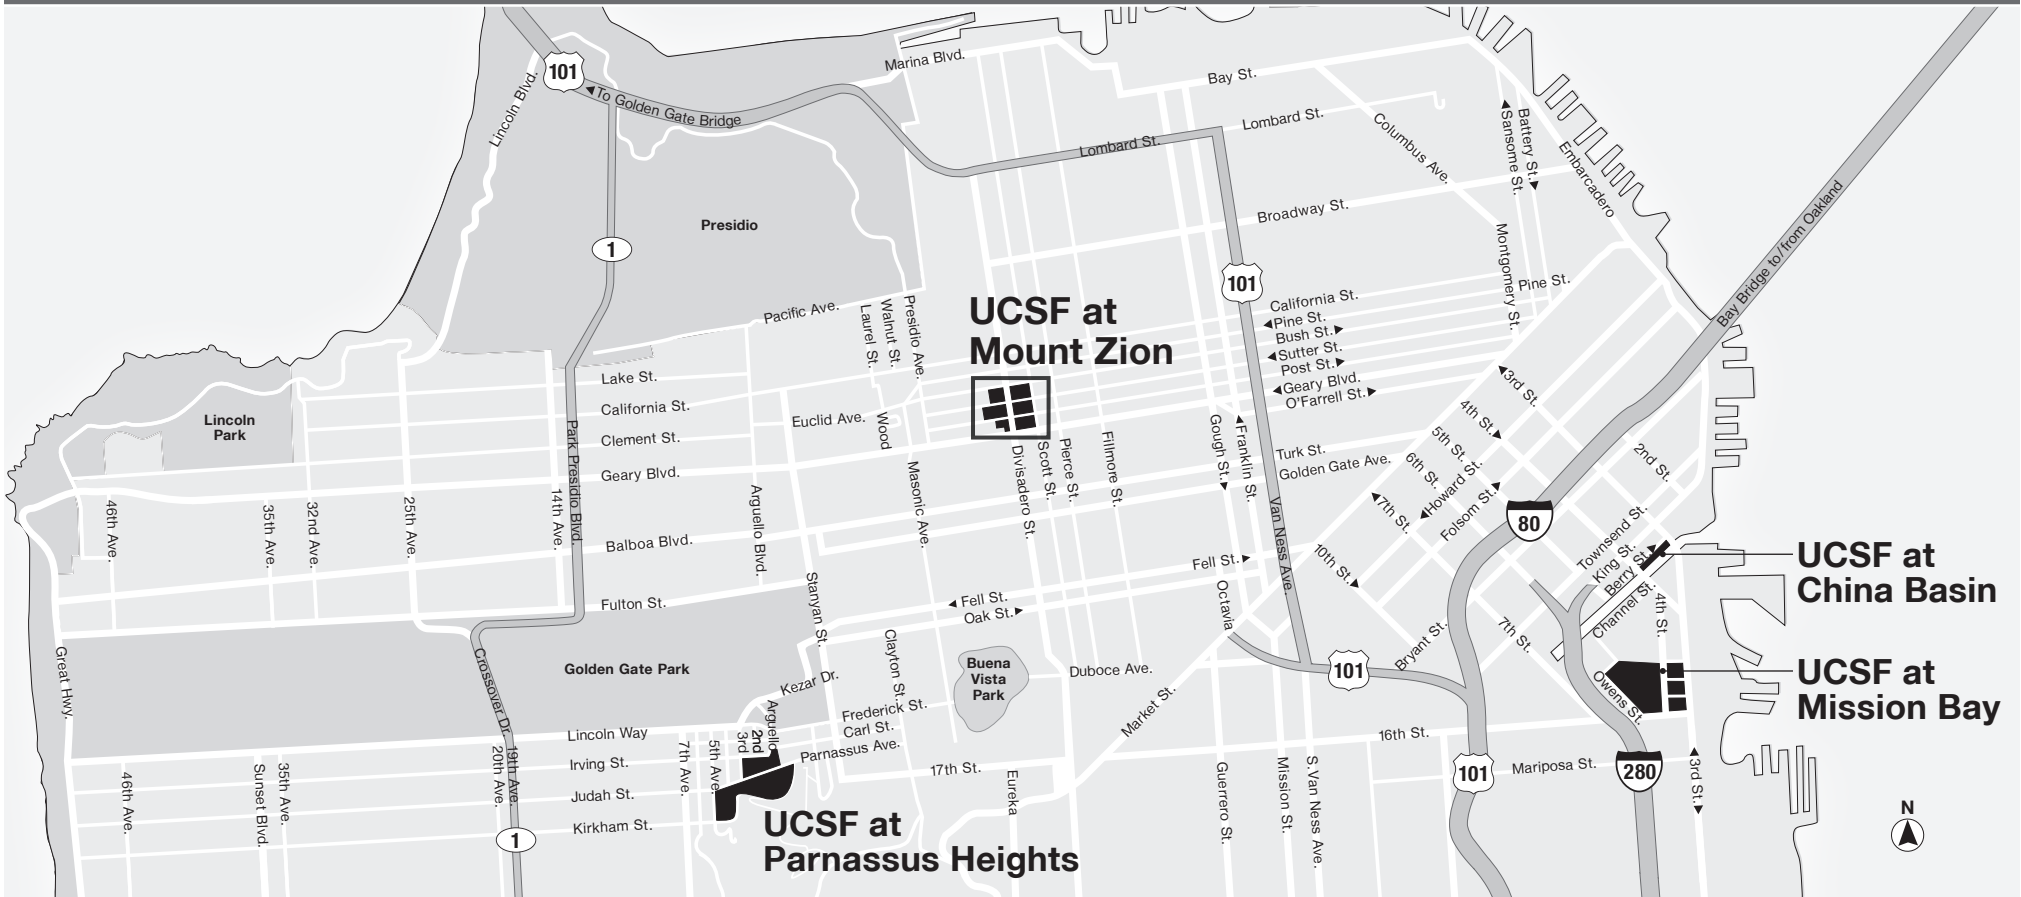 101
To Golden Gate Bridge
Lincoln Blvd.
Marina Blvd.
Bay St.
Lombard St.
Lombard St.
Columbus Ave.
Sansome St.
Battery St.
Embarcadero
Broadway St.
Montgomery St.
Bay Bridge to/from Oakland
Presidio
1
101
Pacific Ave.
Laurel St.
Walnut St.
Presidio Ave.
UCSF at
Mount Zion
California St.
Pine St.
Pine St.
Bush St.
Sutter St.
Post St.
Geary Blvd.
O'Farrell St.
Lake St.
California St.
Clement St.
Geary Blvd.
Euclid Ave.
Wood
Lincoln
Park
Park Presidio Blvd.
46th Ave.
35th Ave.
32nd Ave.
25th Ave.
14th Ave.
Arguello Blvd.
Masonic Ave.
Divisadero St.
Scott St.
Pierce St.
Fillmore St.
Gough St.
Franklin St.
Van Ness Ave.
Turk St.
Golden Gate Ave.
3rd St.
4th St.
5th St.
6th St.
Howard St.
Folsom St.
7th St.
10th St.
2nd St.
80
Townsend St.
King St.
Berry St.
Channel St.
4th St.
UCSF at
China Basin
Balboa Blvd.
Fulton St.
Stanyan St.
Fell St.
Fell St.
Oak St.
Octavia
Clayton St.
Great Hwy.
Crossover Dr.
Golden Gate Park
Kezar Dr.
Buena
Vista
Park
Duboce Ave.
Market St.
101
Bryant St.
7th St.
Owens St.
UCSF at
Mission Bay
Frederick St.
Carl St.
Parnassus Ave.
Arguello
2nd
3rd
5th Ave.
7th Ave.
Lincoln Way
Irving St.
Judah St.
Kirkham St.
17th St.
16th St.
Mariposa St.
46th Ave.
Sunset Blvd.
35th Ave.
20th Ave.
19th Ave.
1
Eureka
Guerrero St.
Mission St.
S.Van Ness Ave.
101
280
3rd St.
UCSF at
Parnassus Heights
N